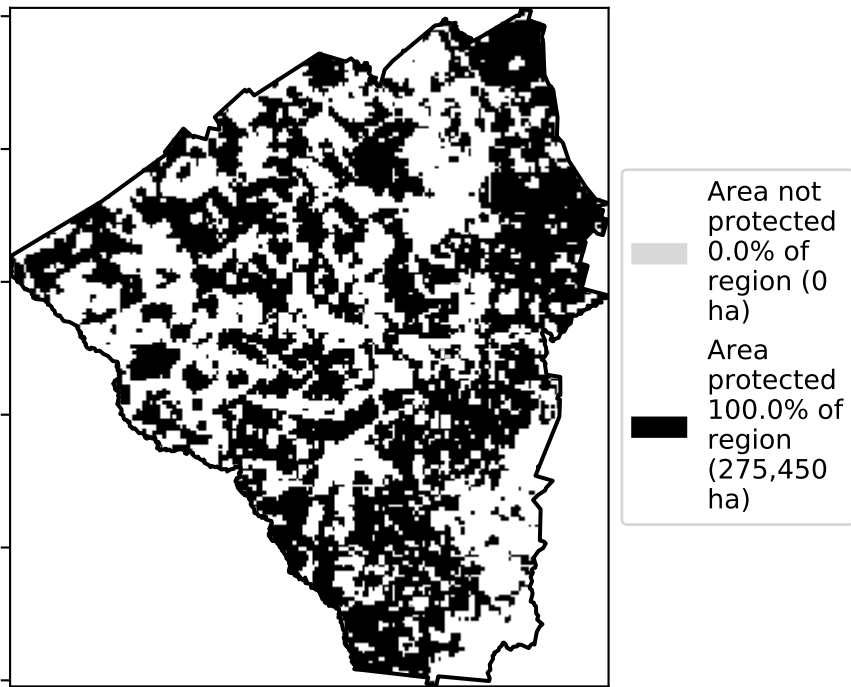 Area not
protected
0.0% of
region (0
ha)
Area
protected
100.0% of
region
(275,450
ha)